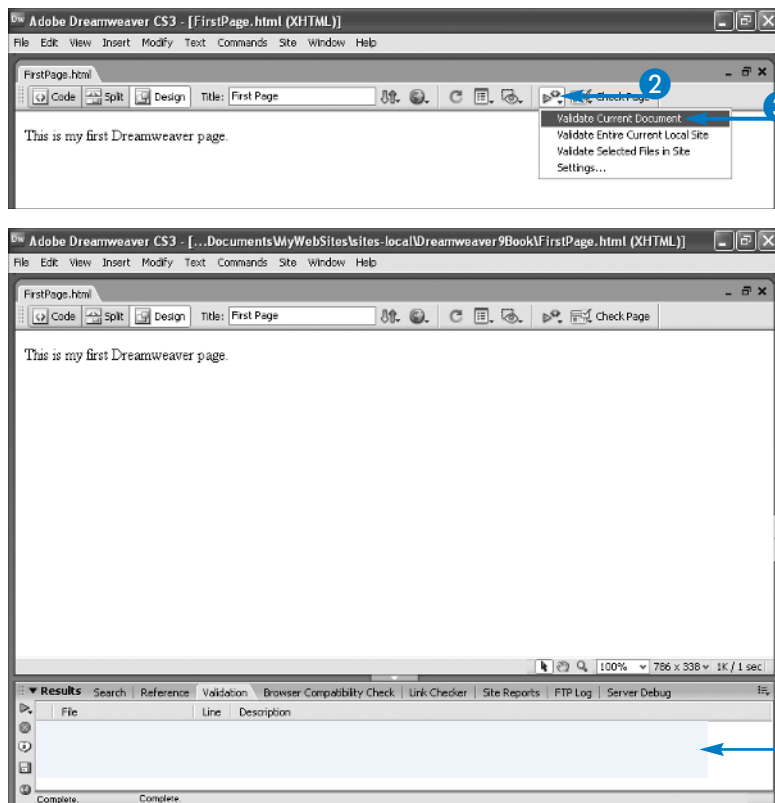 Dw Adobe Dreamweaver CS3 - [FirstPage.html (XHTML)]
File Edit View Insert Modify Text Commands Site Window Help
FirstPage.html
Code Split Design Title: First Page Check Page
2
This is my first Dreamweaver page.
Validate Current Document
Validate Entire Current Local Site
Validate Selected Files in Site
Settings...
Dw Adobe Dreamweaver CS3 - [...Documents\MyWebSites\sites-local\Dreamweaver9Book\FirstPage.html (XHTML)]
File Edit View Insert Modify Text Commands Site Window Help
FirstPage.html
Code Split Design Title: First Page Check Page
This is my first Dreamweaver page.
100% 786 x 338 1K / 1 sec
Results Search Reference Validation Browser Compatibility Check Link Checker Site Reports FTP Log Server Debug
File Line Description
Complete. Complete.